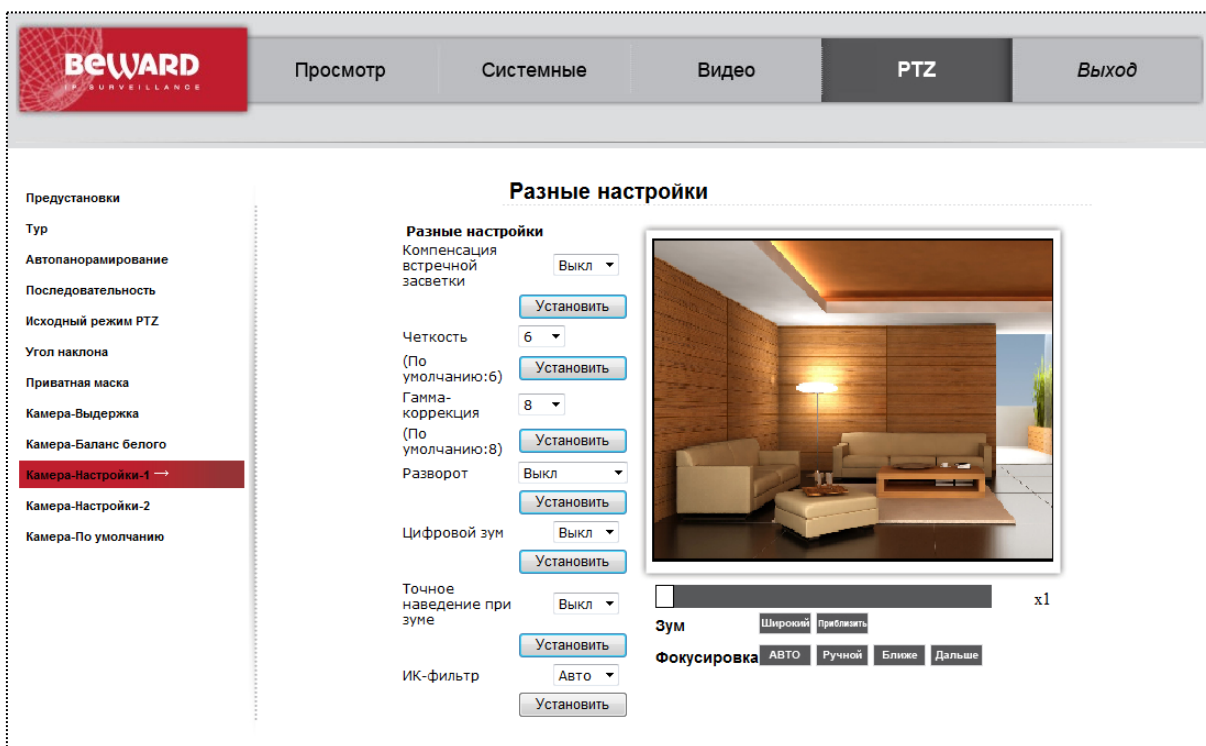 BEWARD
IP SURVEILLANCE
Просмотр
Системные
Видео
PTZ
Выход
Предустановки
Тур
Автопанорамирование
Последовательность
Исходный режим PTZ
Угол наклона
Приватная маска
Камера-Выдержка
Камера-Баланс белого
Камера-Настройки-1 →
Камера-Настройки-2
Камера-По умолчанию
Разные настройки
Разные настройки
Компенсация
встречной
засветки
Выкл
Установить
Четкость
6
(По
умолчанию:6)
Установить
Гамма-
коррекция
8
(По
умолчанию:8)
Установить
Разворот
Выкл
Установить
Цифровой зум
Выкл
Установить
Точное
наведение при
зуме
Выкл
Установить
ИК-фильтр
Авто
Установить
x1
Зум
Широкий
Приблизить
Фокусировка
АВТО
Ручной
Ближе
Дальше